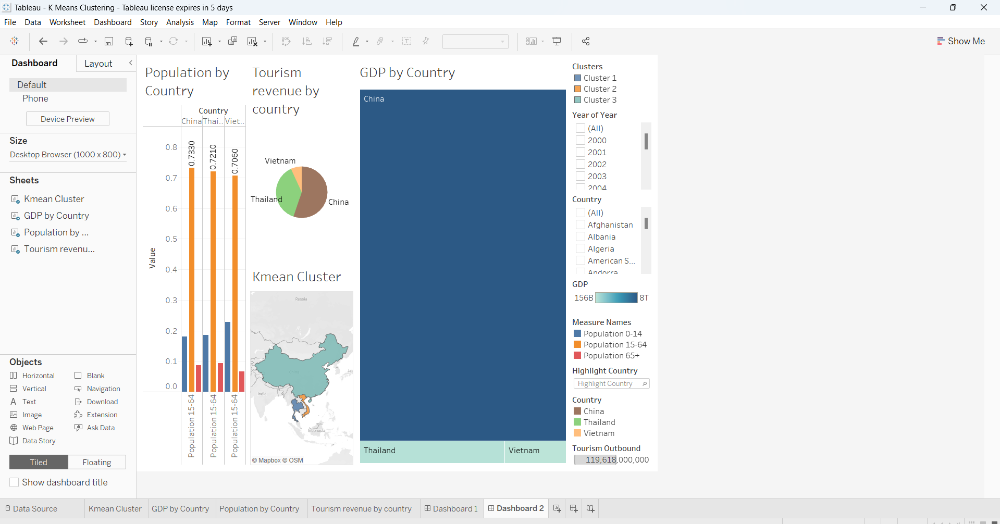 Tableau - K Means Clustering - Tableau license expires in 5 days
File Data Worksheet Dashboard Story Analysis Map Format Server Window Help
Show Me
Dashboard Layout
Default
Phone
Device Preview
Size
Desktop Browser (1000 x 800)
Sheets
Kmean Cluster
GDP by Country
Population by ...
Tourism revenu...
Objects
Horizontal Blank
Vertical Navigation
Text Download
Image Extension
Web Page Ask Data
Data Story
Tiled Floating
Show dashboard title
Population by
Country
Country
China Thai.. Viet..
0.8
0.7
0.6
0.5
0.4
0.3
0.2
0.1
0.0
Value
0.7330
0.7210
0.7060
Population 15-64
Population 15-64
Population 15-64
Tourism
revenue by
country
Vietnam
Thailand
China
Kmean Cluster
Russia
China
Jap
India
Indonesia
© Mapbox © OSM
GDP by Country
China
Thailand
Vietnam
Clusters
Cluster 1
Cluster 2
Cluster 3
Year of Year
(All)
2000
2001
2002
2003
2004
Country
(All)
Afghanistan
Albania
Algeria
American S...
Andorra
GDP
156B 8T
Measure Names
Population 0-14
Population 15-64
Population 65+
Highlight Country
Highlight Country
Country
China
Thailand
Vietnam
Tourism Outbound
119,618,000,000
Data Source Kmean Cluster GDP by Country Population by Country Tourism revenue by country Dashboard 1 Dashboard 2